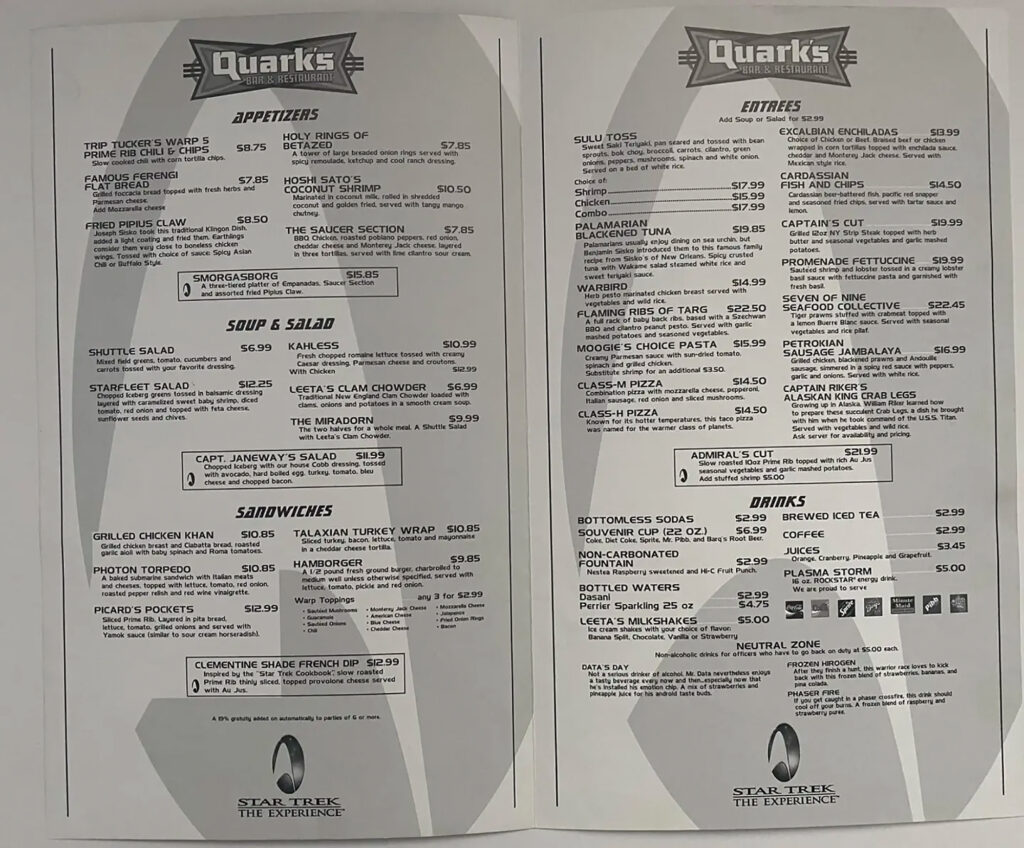 Quark's
BAR & RESTAURANT
APPETIZERS
TRIP TUCKER'S WARP 5
PRIME RIB CHILI & CHIPS $8.75
Slow cooked chili with corn tortilla chips.
FAMOUS FERENGI
FLAT BREAD $7.85
Grilled foccacia bread topped with fresh herbs and
Parmesan cheese.
Add Mozzarella cheese
FRIED PIPIUS CLAW $8.50
Joseph Sisko took this traditional Klingon Dish,
added a light coating and fried them. Earthlings
consider them very close to boneless chicken
wings. Tossed with choice of sauce: Spicy Asian
Chili or Buffalo Style.
HOLY RINGS OF
BETAZED $7.85
A tower of large breaded onion rings served with
spicy remoulade, ketchup and cool ranch dressing.
HOSHI SATO'S
COCONUT SHRIMP $10.50
Marinated in coconut milk, rolled in shredded
coconut and golden fried, served with tangy mango
chutney.
THE SAUCER SECTION $7.85
BBQ Chicken, roasted poblano peppers, red onion,
cheddar cheese and Monterey Jack cheese, layered
in three tortillas, served with lime cilantro sour cream.
SMORGASBORG $15.85
A three-tiered platter of Empanadas, Saucer Section
and assorted fried Pipius Claw.
SOUP & SALAD
SHUTTLE SALAD $6.99
Mixed field greens, tomato, cucumbers and
carrots tossed with your favorite dressing.
STARFLEET SALAD $12.25
Chopped Iceberg greens tossed in balsamic dressing
layered with caramelized sweet baby shrimp, diced
tomato, red onion and topped with feta cheese,
sunflower seeds and chives.
KAHLESS $10.99
Fresh chopped romaine lettuce tossed with creamy
Caesar dressing, Parmesan cheese and croutons.
With Chicken $12.99
LEETA'S CLAM CHOWDER $6.99
Traditional New England Clam Chowder loaded with
clams, onions and potatoes in a smooth cream soup.
THE MIRADORN $9.99
The two halves for a whole meal. A Shuttle Salad
with Leeta's Clam Chowder.
CAPT. JANEWAY'S SALAD $11.99
Chopped Iceberg with our house Cobb dressing, tossed
with avocado, hard boiled egg, turkey, tomato, bleu
cheese and chopped bacon.
SANDWICHES
GRILLED CHICKEN KHAN $10.85
Grilled chicken breast and Ciabatta bread, roasted
garlic aioli with baby spinach and Roma tomatoes.
PHOTON TORPEDO $10.85
A baked submarine sandwich with Italian meats
and cheeses, topped with lettuce, tomato, red onion,
roasted pepper relish and red wine vinaigrette.
PICARD'S POCKETS $12.99
Sliced Prime Rib. Layered in pita bread,
lettuce, tomato, grilled onions and served with
Yamok sauce (similar to sour cream horseradish).
TALAXIAN TURKEY WRAP $10.85
Sliced turkey, bacon, lettuce, tomato and mayonnaise
in a cheddar cheese tortilla.
HAMBORGER $9.85
A 1/2 pound fresh ground burger, charbroiled to
medium well unless otherwise specified, served with
lettuce, tomato, pickle and red onion.
Warp Toppings any 3 for $2.99
• Sauteed Mushrooms • Monterey Jack Cheese • Mozzarella Cheese
• Guacamole • American Cheese • Jalapenos
• Sauteed Onions • Blue Cheese • Fried Onion Rings
• Chili • Cheddar Cheese • Bacon
CLEMENTINE SHADE FRENCH DIP $12.99
Inspired by the "Star Trek Cookbook", slow roasted
Prime Rib thinly sliced, topped provolone cheese served
with Au Jus.
A 19% gratuity added on automatically to parties of 6 or more.
STAR TREK
THE EXPERIENCE
Quark's
BAR & RESTAURANT
ENTREES
Add Soup or Salad for $2.99
SULU TOSS
Sweet Saki Teriyaki, pan seared and tossed with bean
sprouts, bok choy, broccoli, carrots, cilantro, green
onions, peppers, mushrooms, spinach and white onion.
Served on a bed of white rice.
Choice of:
Shrimp $17.99
Chicken $15.99
Combo $17.99
PALAMARIAN
BLACKENED TUNA $19.85
Palamarians usually enjoy dining on sea urchin, but
Benjamin Sisko introduced them to this famous family
recipe from Sisko's of New Orleans. Spicy crusted
tuna with Wakame salad steamed white rice and
sweet teriyaki sauce.
WARBIRD $14.99
Herb pesto marinated chicken breast served with
vegetables and wild rice.
FLAMING RIBS OF TARG $22.50
A full rack of baby back ribs, basted with a Szechwan
BBQ and cilantro peanut pesto. Served with garlic
mashed potatoes and seasoned vegetables.
MOOGIE'S CHOICE PASTA $15.99
Creamy Parmesan sauce with sun-dried tomato,
spinach and grilled chicken.
Substitute shrimp for an additional $3.50.
CLASS-M PIZZA $14.50
Combination pizza with mozzarella cheese, pepperoni,
Italian sausage, red onion and sliced mushrooms.
CLASS-H PIZZA $14.50
Known for its hotter temperatures, this taco pizza
was named for the warmer class of planets.
EXCALBIAN ENCHILADAS $13.99
Choice of Chicken or Beef. Braised beef or chicken
wrapped in corn tortillas topped with enchilada sauce,
cheddar and Monterey Jack cheese. Served with
Mexican style rice.
CARDASSIAN
FISH AND CHIPS $14.50
Cardassian beer-battered fish, pacific red snapper
and seasoned fried chips, served with tartar sauce and
lemon.
CAPTAIN'S CUT $19.99
Grilled 12oz NY Strip Steak topped with herb
butter and seasonal vegetables and garlic mashed
potatoes.
PROMENADE FETTUCCINE $19.99
Sauteed shrimp and lobster tossed in a creamy lobster
basil sauce with fettuccine pasta and garnished with
fresh basil.
SEVEN OF NINE
SEAFOOD COLLECTIVE $22.45
Tiger prawns stuffed with crabmeat topped with
a lemon Buerre Blanc sauce. Served with seasonal
vegetables and rice pilaf.
PETROKIAN
SAUSAGE JAMBALAYA $16.99
Grilled chicken, blackened prawns and Andouille
sausage, simmered in a spicy red sauce with peppers,
garlic and onions. Served with white rice.
CAPTAIN RIKER'S
ALASKAN KING CRAB LEGS
Growing up in Alaska, William Riker learned how
to prepare these succulent Crab Legs, a dish he brought
with him when he took command of the U.S.S. Titan.
Served with vegetables and wild rice.
Ask server for availability and pricing.
ADMIRAL'S CUT $21.99
Slow roasted 10oz Prime Rib topped with rich Au Jus
seasonal vegetables and garlic mashed potatoes.
Add stuffed shrimp $5.00
DRINKS
BOTTOMLESS SODAS $2.99
SOUVENIR CUP (22 OZ.) $6.99
Coke, Diet Coke, Sprite, Mr. Pibb, and Barq's Root Beer.
NON-CARBONATED
FOUNTAIN $2.99
Nestea Raspberry sweetened and Hi-C Fruit Punch.
BOTTLED WATERS
Dasani $2.99
Perrier Sparkling 25 oz $4.75
LEETA'S MILKSHAKES $5.00
Ice cream shakes with your choice of flavor:
Banana Split, Chocolate, Vanilla or Strawberry
BREWED ICED TEA $2.99
COFFEE $2.99
JUICES $3.45
Orange, Cranberry, Pineapple and Grapefruit.
PLASMA STORM $5.00
16 oz. ROCKSTAR® energy drink.
We are proud to serve
Minute
Maid
Pibb
NEUTRAL ZONE
Non-alcoholic drinks for officers who have to go back on duty at $5.00 each.
DATA'S DAY
Not a serious drinker of alcohol, Mr. Data nevertheless enjoys
a tasty beverage every now and then...especially now that
he's installed his emotion chip. A mix of strawberries and
pineapple juice for his android taste buds.
FROZEN HIROGEN
After they finish a hunt, this warrior race loves to kick
back with this frozen blend of strawberries, bananas, and
pina colada.
PHASER FIRE
If you get caught in a phaser crossfire, this drink should
cool off your burns. A frozen blend of raspberry and
strawberry puree.
STAR TREK
THE EXPERIENCE